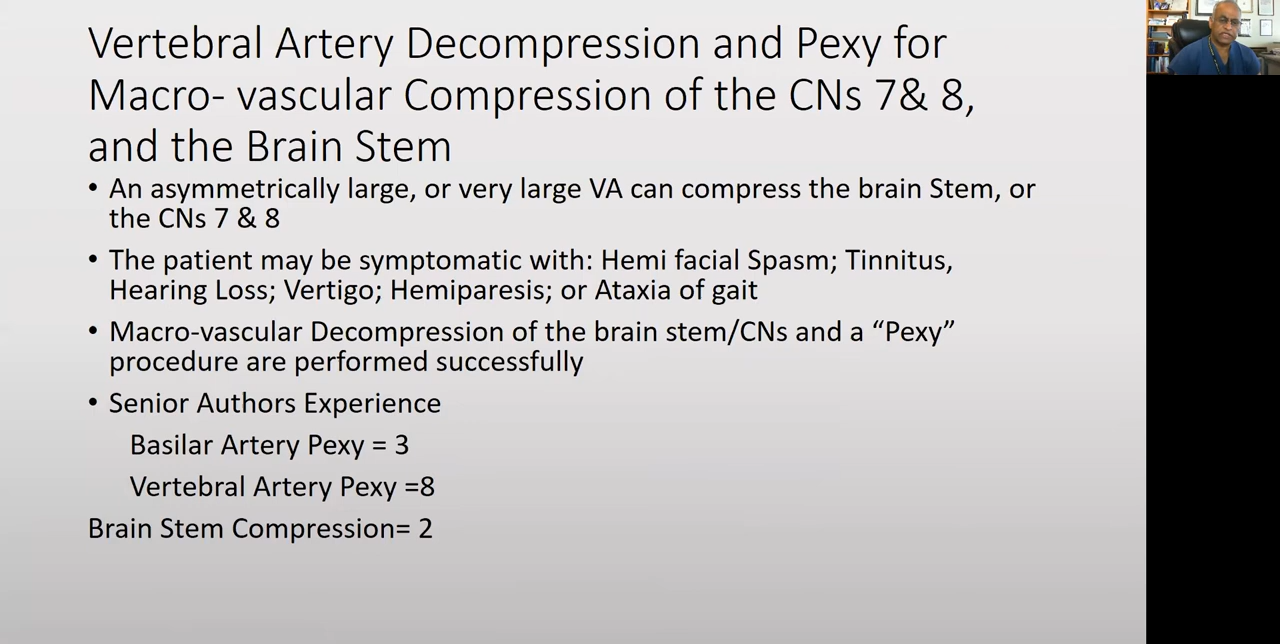 Vertebral Artery Decompression and Pexy for
Macro- vascular Compression of the CNs 7& 8,
and the Brain Stem
• An asymmetrically large, or very large VA can compress the brain Stem, or
the CNs 7 & 8
• The patient may be symptomatic with: Hemi facial Spasm; Tinnitus,
Hearing Loss; Vertigo; Hemiparesis; or Ataxia of gait
• Macro-vascular Decompression of the brain stem/CNs and a “Pexy”
procedure are performed successfully
• Senior Authors Experience
Basilar Artery Pexy = 3
Vertebral Artery Pexy =8
Brain Stem Compression= 2